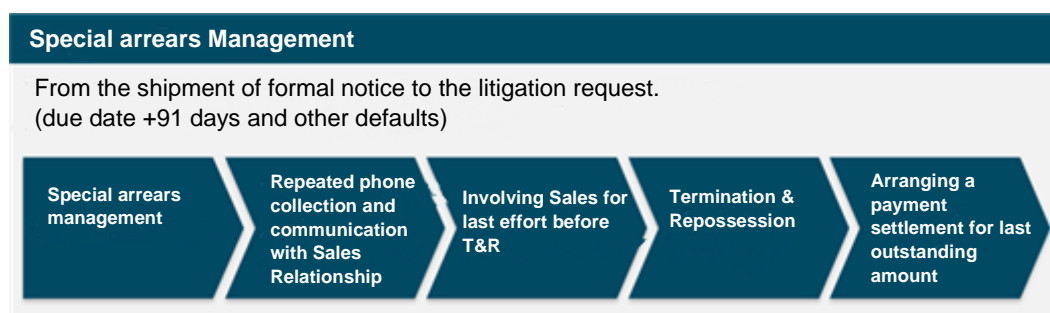 Special arrears Management
From the shipment of formal notice to the litigation request.
(due date +91 days and other defaults)
Special arrears
management
Repeated phone
collection and
communication
with Sales
Relationship
Involving Sales for
last effort before
T&R
Termination &
Repossession
Arranging a
payment
settlement for last
outstanding
amount